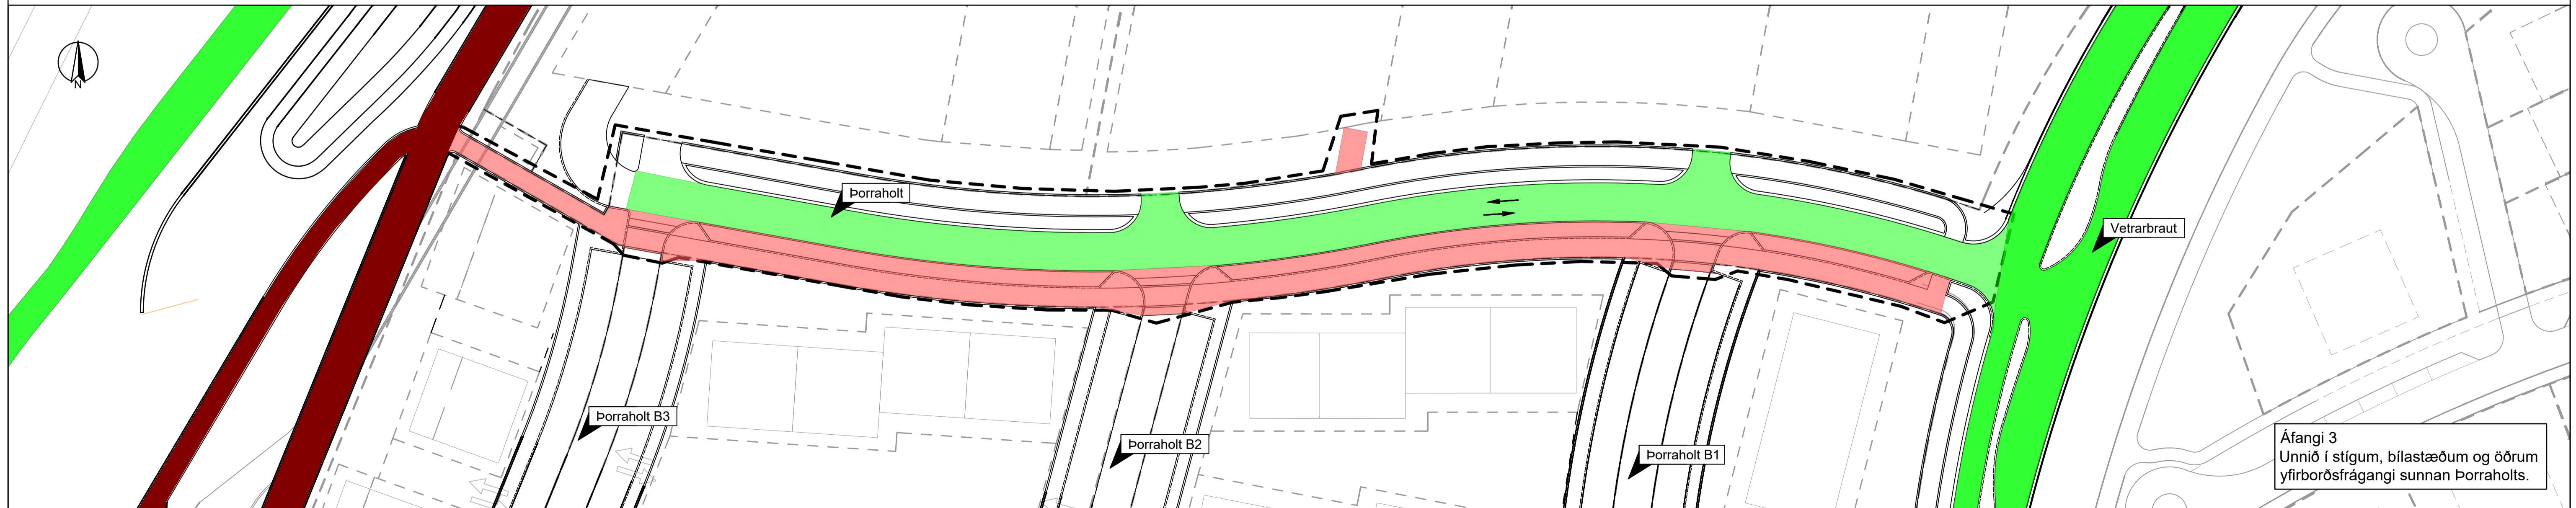 N
Þorraholt
Vetrarbraut
Þorraholt B3
Þorraholt B2
Þorraholt B1
Áfangi 3
Unnið í stígum, bílastæðum og öðrum
yfirborðsfrágangi sunnan Þorraholts.